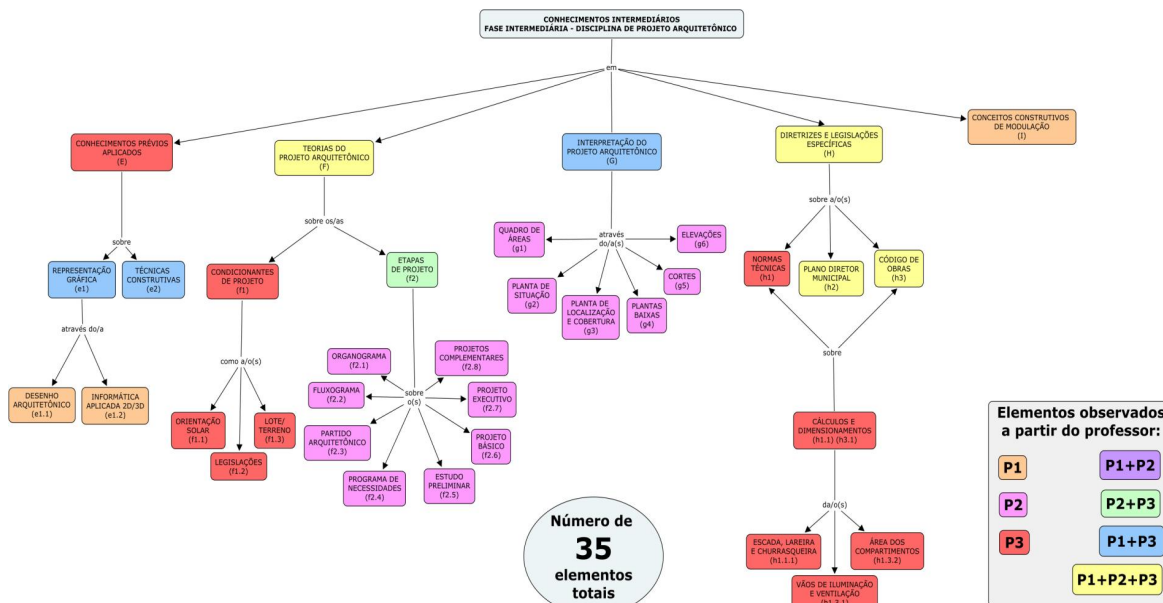 CONHECIMENTOS INTERMEDIÁRIOS
FASE INTERMEDIÁRIA - DISCIPLINA DE PROJETO ARQUITETÔNICO
em
CONHECIMENTOS PRÉVIOS
APLICADOS
(E)
TEORIAS DO
PROJETO ARQUITETÔNICO
(F)
INTERPRETAÇÃO DO
PROJETO ARQUITETÔNICO
(G)
DIRETRIZES E LEGISLAÇÕES
ESPECÍFICAS
(H)
CONCEITOS CONSTRUTIVOS
DE MODULAÇÃO
(I)
sobre
REPRESENTAÇÃO
GRÁFICA
(e1)
TÉCNICAS
CONSTRUTIVAS
(e2)
através do/a
DESENHO
ARQUITETÔNICO
(e1.1)
INFORMÁTICA
APLICADA 2D/3D
(e1.2)
sobre os/as
CONDICIONANTES
DE PROJETO
(f1)
ETAPAS
DE PROJETO
(f2)
como a/o(s)
ORIENTAÇÃO
SOLAR
(f1.1)
LEGISLAÇÕES
(f1.2)
LOTE/
TERRENO
(f1.3)
sobre
o(s)
ORGANOGRAMA
(f2.1)
FLUXOGRAMA
(f2.2)
PARTIDO
ARQUITETÔNICO
(f2.3)
PROGRAMA DE
NECESSIDADES
(f2.4)
ESTUDO
PRELIMINAR
(f2.5)
PROJETO
BÁSICO
(f2.6)
PROJETO
EXECUTIVO
(f2.7)
PROJETOS
COMPLEMENTARES
(f2.8)
através
do/a(s)
QUADRO DE
ÁREAS
(g1)
PLANTA DE
SITUAÇÃO
(g2)
PLANTA DE
LOCALIZAÇÃO
E COBERTURA
(g3)
PLANTAS
BAIXAS
(g4)
CORTES
(g5)
ELEVAÇÕES
(g6)
sobre a/o(s)
NORMAS
TÉCNICAS
(h1)
PLANO DIRETOR
MUNICIPAL
(h2)
CÓDIGO DE
OBRAS
(h3)
sobre
CÁLCULOS E
DIMENSIONAMENTOS
(h1.1) (h3.1)
da/o(s)
ESCADA, LAREIRA
E CHURRASQUEIRA
(h1.1.1)
VÃOS DE ILUMINAÇÃO
E VENTILAÇÃO
(h1.3.1)
ÁREA DOS
COMPARTIMENTOS
(h1.3.2)
Número de
35
elementos
totais
Elementos observados
a partir do professor:
P1
P1+P2
P2
P2+P3
P3
P1+P3
P1+P2+P3